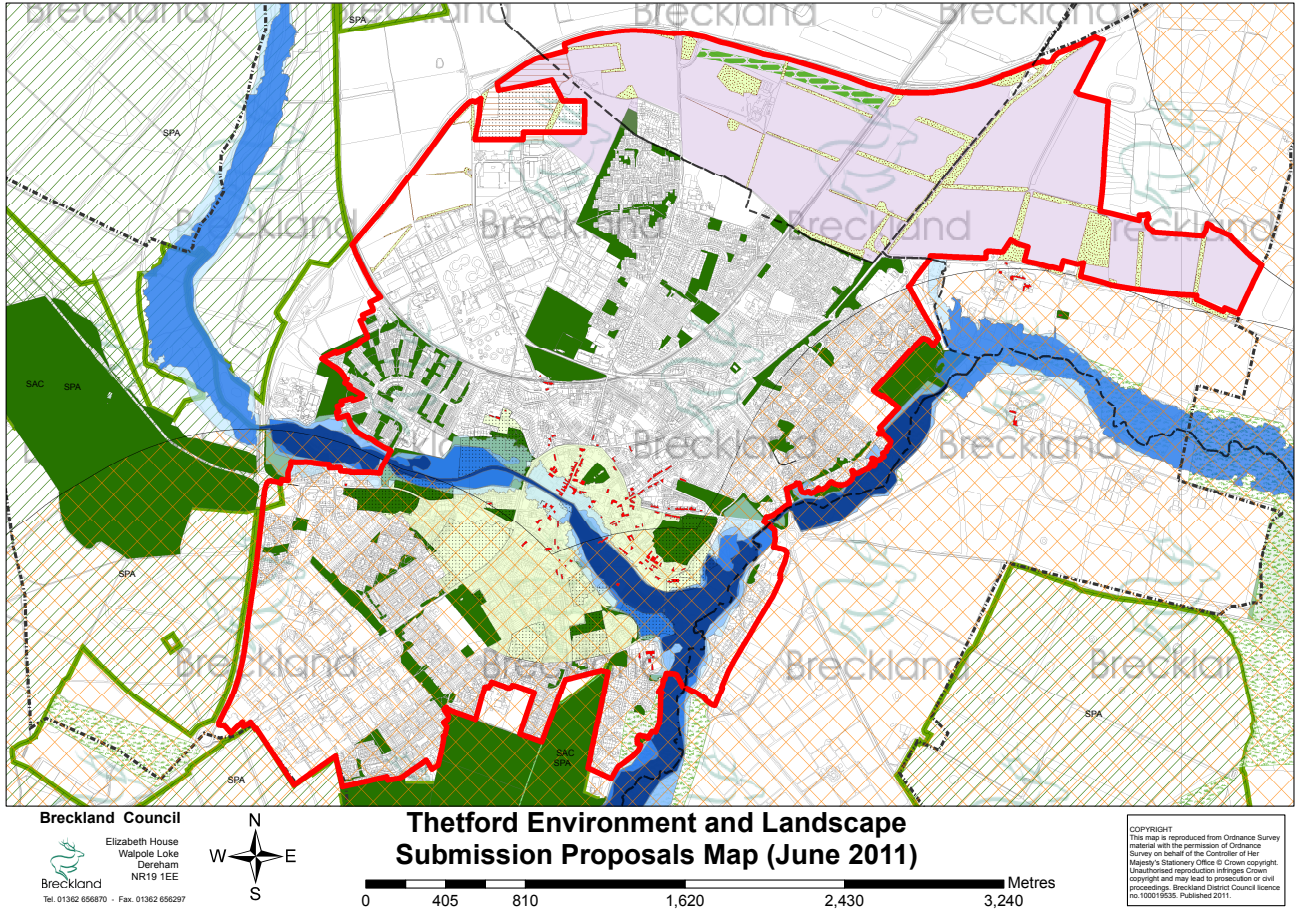 Breckland Breckland Breckland Breckland
SPA
SPA
Breckland Breckland Breckland reckland
SAC SPA
Breckland Breckland
SPA
Breckland Breckland Breckland Brecklan
SPA
SAC
SPA
SPA
Breckland Council
Elizabeth House
Walpole Loke
Dereham
NR19 1EE
Breckland
Tel. 01362 656870 - Fax. 01362 656297
N
W E
S
Thetford Environment and Landscape
Submission Proposals Map (June 2011)
Metres
0 405 810 1,620 2,430 3,240
COPYRIGHT
This map is reproduced from Ordnance Survey
material with the permission of Ordnance
Survey on behalf of the Controller of Her
Majesty's Stationery Office © Crown copyright.
Unauthorised reproduction infringes Crown
copyright and may lead to prosecution or civil
proceedings. Breckland District Council licence
no.100019535. Published 2011.